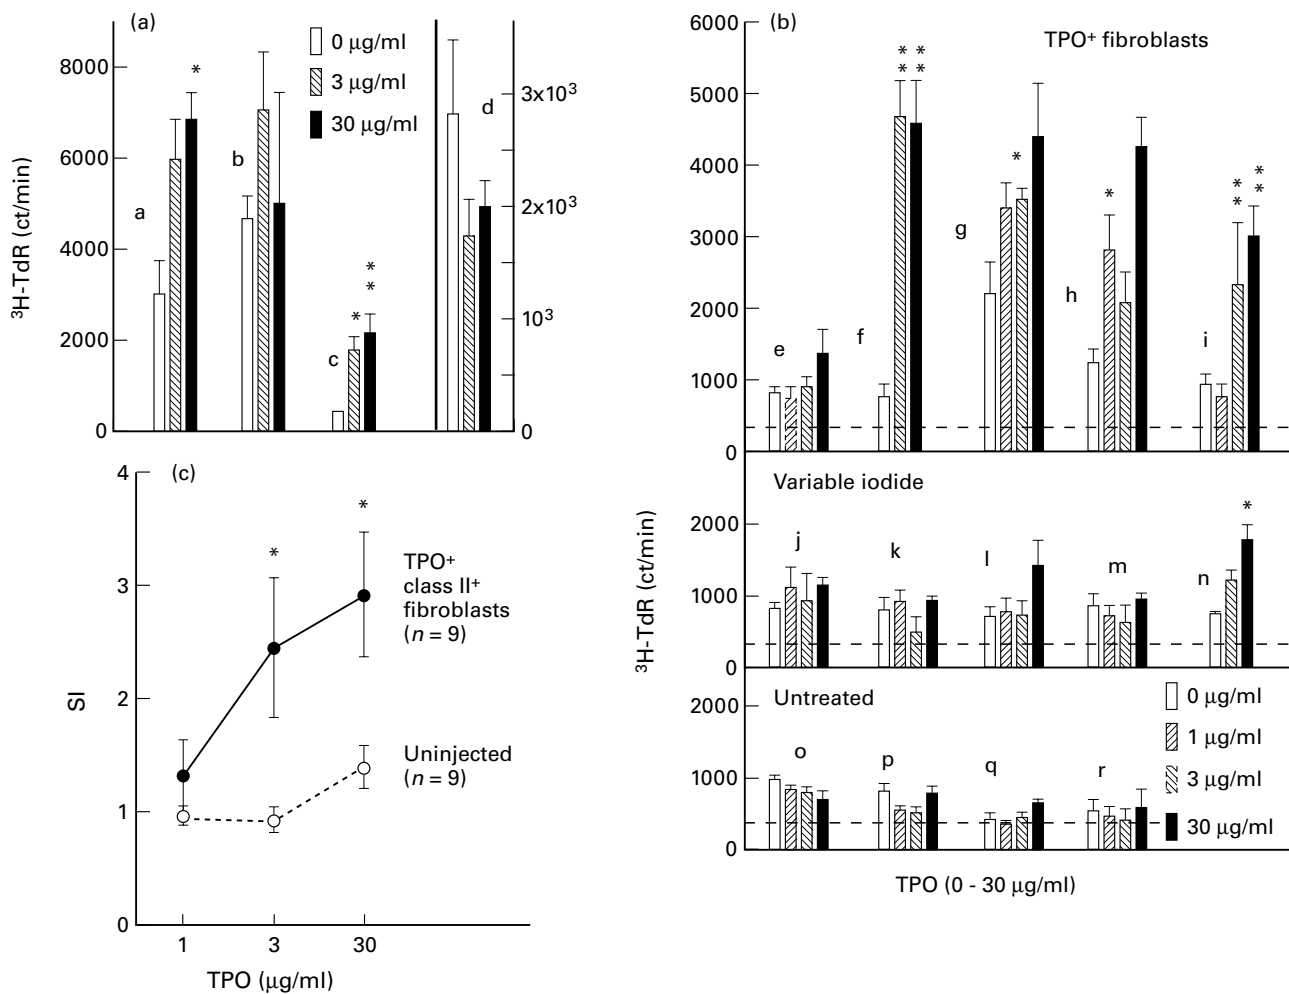 (a)
0 µg/ml
3 µg/ml
30 µg/ml
8000
6000
4000
2000
0
³H-TdR (ct/min)
a
*
b
c
*
* *
d
3x10³
2x10³
10³
0
(b)
TPO⁺ fibroblasts
6000
5000
4000
3000
2000
1000
0
e
f
* *
* *
g
*
h
*
i
* *
* *
Variable iodide
2000
1000
0
³H-TdR (ct/min)
j
k
l
m
n
*
Untreated
2000
1000
0
o
p
q
r
0 µg/ml
1 µg/ml
3 µg/ml
30 µg/ml
TPO (0 - 30 µg/ml)
(c)
4
3
2
1
0
SI
*
*
TPO⁺
class II⁺
fibroblasts
(n = 9)
Uninjected
(n = 9)
1 3 30
TPO (µg/ml)